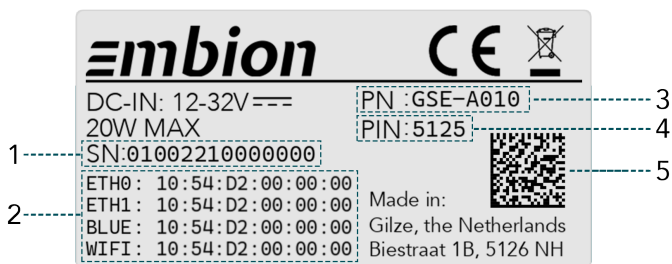 Embion CE
DC-IN: 12-32V
20W MAX
SN:01002210000000
ETH0: 10:54:D2:00:00:00
ETH1: 10:54:D2:00:00:00
BLUE: 10:54:D2:00:00:00
WIFI: 10:54:D2:00:00:00
PN :GSE-A010
PIN:5125
Made in:
Gilze, the Netherlands
Biestraat 1B, 5126 NH
1
2
3
4
5